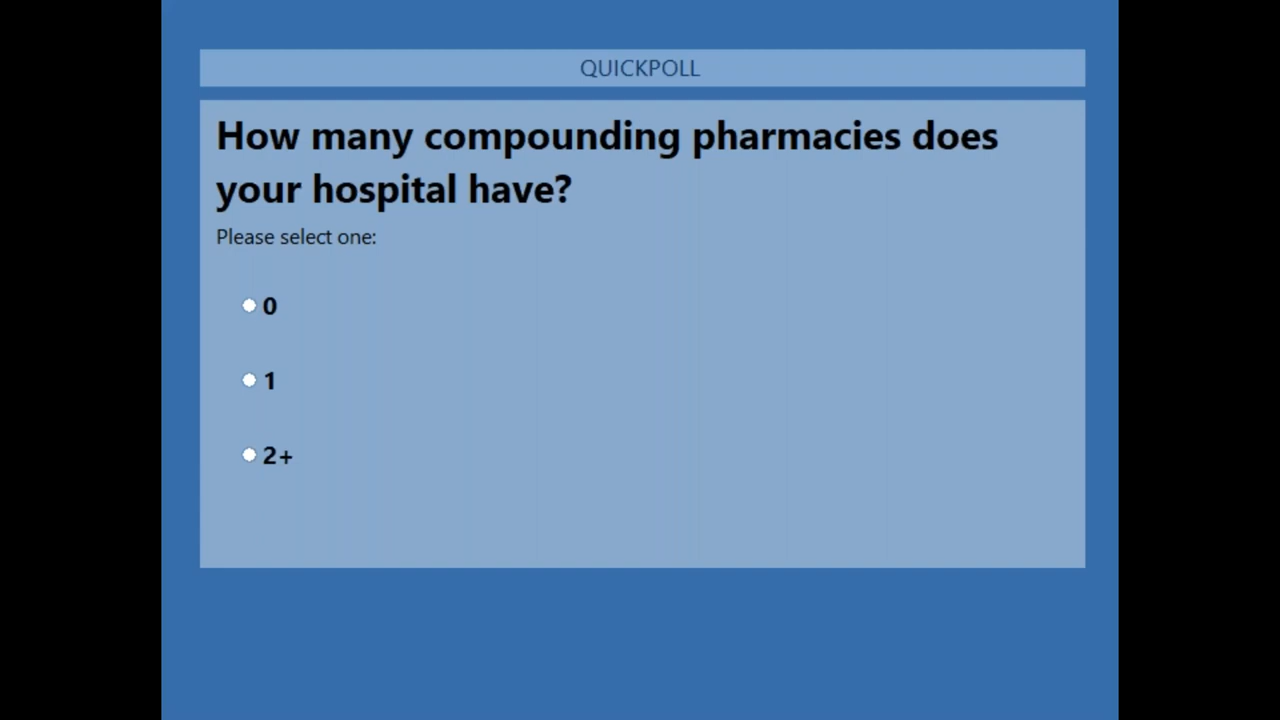 QUICKPOLL
How many compounding pharmacies does
your hospital have?
Please select one:
0
1
2+